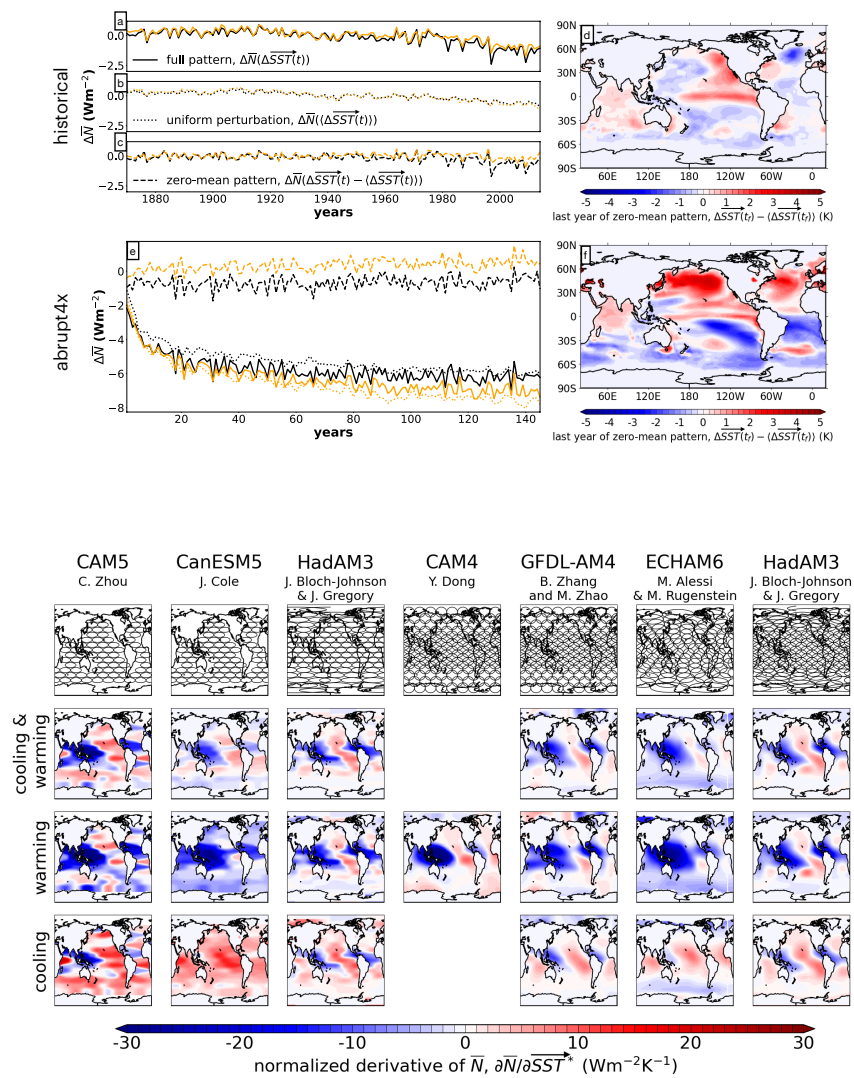 historical
ΔN̅ (Wm⁻²)
a
0.0
−2.5
full pattern, ΔN̅(ΔSST(t))
b
0.0
−2.5
uniform perturbation, ΔN̅(⟨ΔSST(t)⟩)
c
0.0
−2.5
zero-mean pattern, ΔN̅(ΔSST(t) − ⟨ΔSST(t)⟩)
1880 1900 1920 1940 1960 1980 2000
years
d
90N
60N
30N
0
30S
60S
90S
60E 120E 180 120W 60W 0
-5 -4 -3 -2 -1 0 1 2 3 4 5
last year of zero-mean pattern, ΔSST(t_f) − ⟨ΔSST(t_f)⟩ (K)
abrupt4x
ΔN̅ (Wm⁻²)
e
0
−2
−4
−6
−8
20 40 60 80 100 120 140
years
f
90N
60N
30N
0
30S
60S
90S
60E 120E 180 120W 60W 0
-5 -4 -3 -2 -1 0 1 2 3 4 5
last year of zero-mean pattern, ΔSST(t_f) − ⟨ΔSST(t_f)⟩ (K)
CAM5 CanESM5 HadAM3 CAM4 GFDL-AM4 ECHAM6 HadAM3
C. Zhou J. Cole J. Bloch-Johnson Y. Dong B. Zhang M. Alessi J. Bloch-Johnson
& J. Gregory and M. Zhao & M. Rugenstein & J. Gregory
cooling &
warming
warming
cooling
-30 -20 -10 0 10 20 30
normalized derivative of N̅, ∂N̅/∂SST* (Wm⁻²K⁻¹)